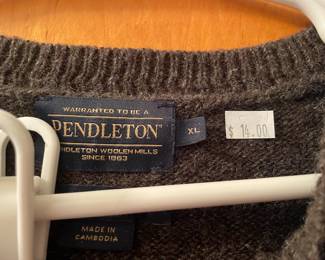 WARRANTED TO BE A
PENDLETON
PENDLETON WOOLEN MILLS
SINCE 1863
XL
$ 14.00
MADE IN
CAMBODIA